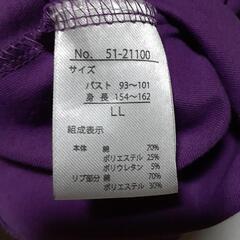 No. 51-21100
サイズ
バスト 93～101
身長 154～162
LL
組成表示
本体 綿 70%
ポリエステル 25%
ポリウレタン 5%
リブ部分 綿 70%
ポリエステル 30%